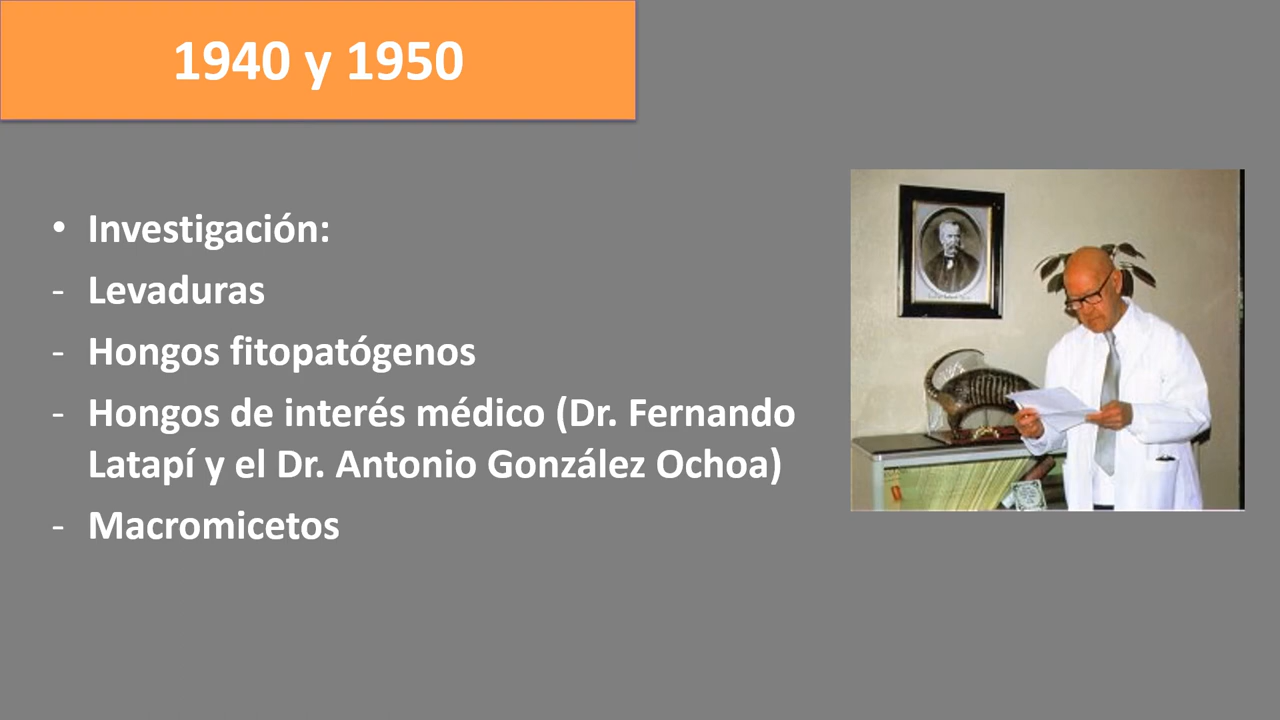 1940 y 1950
• Investigación:
- Levaduras
- Hongos fitopatógenos
- Hongos de interés médico (Dr. Fernando
Latapí y el Dr. Antonio González Ochoa)
- Macromicetos